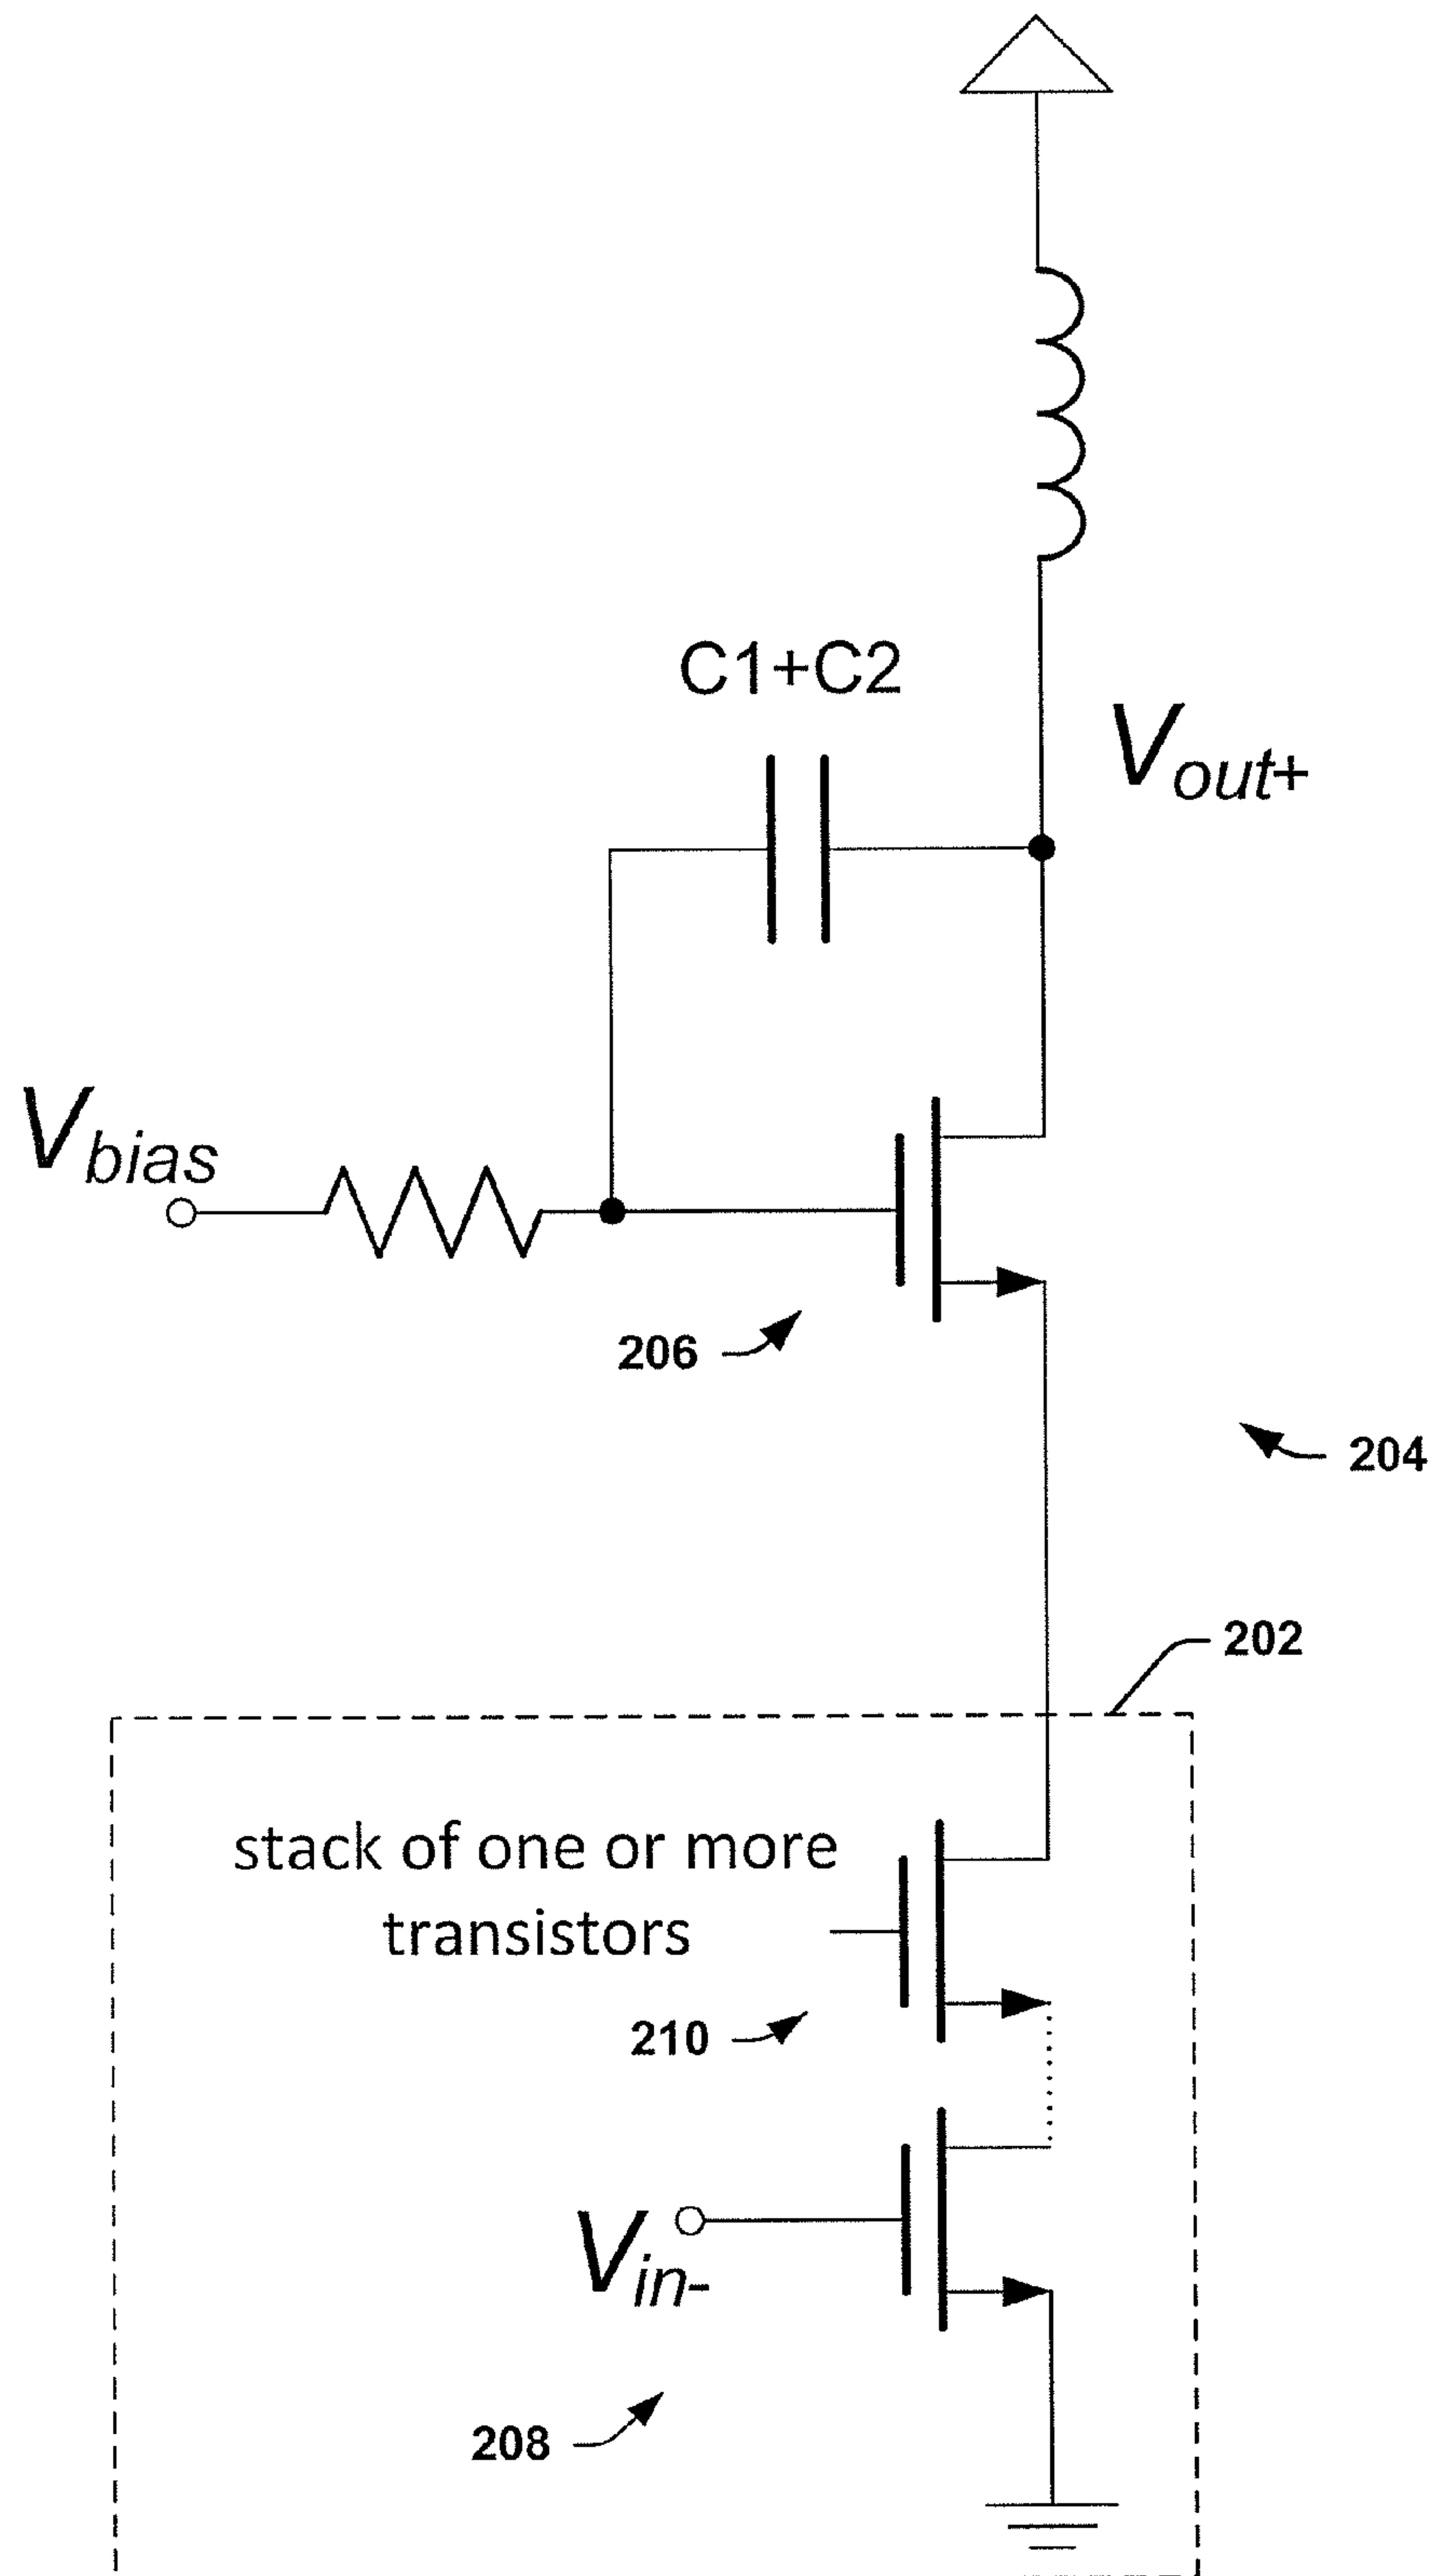 C1+C2
Vout+
Vbias
206
204
202
stack of one or more
transistors
210
Vin-
208